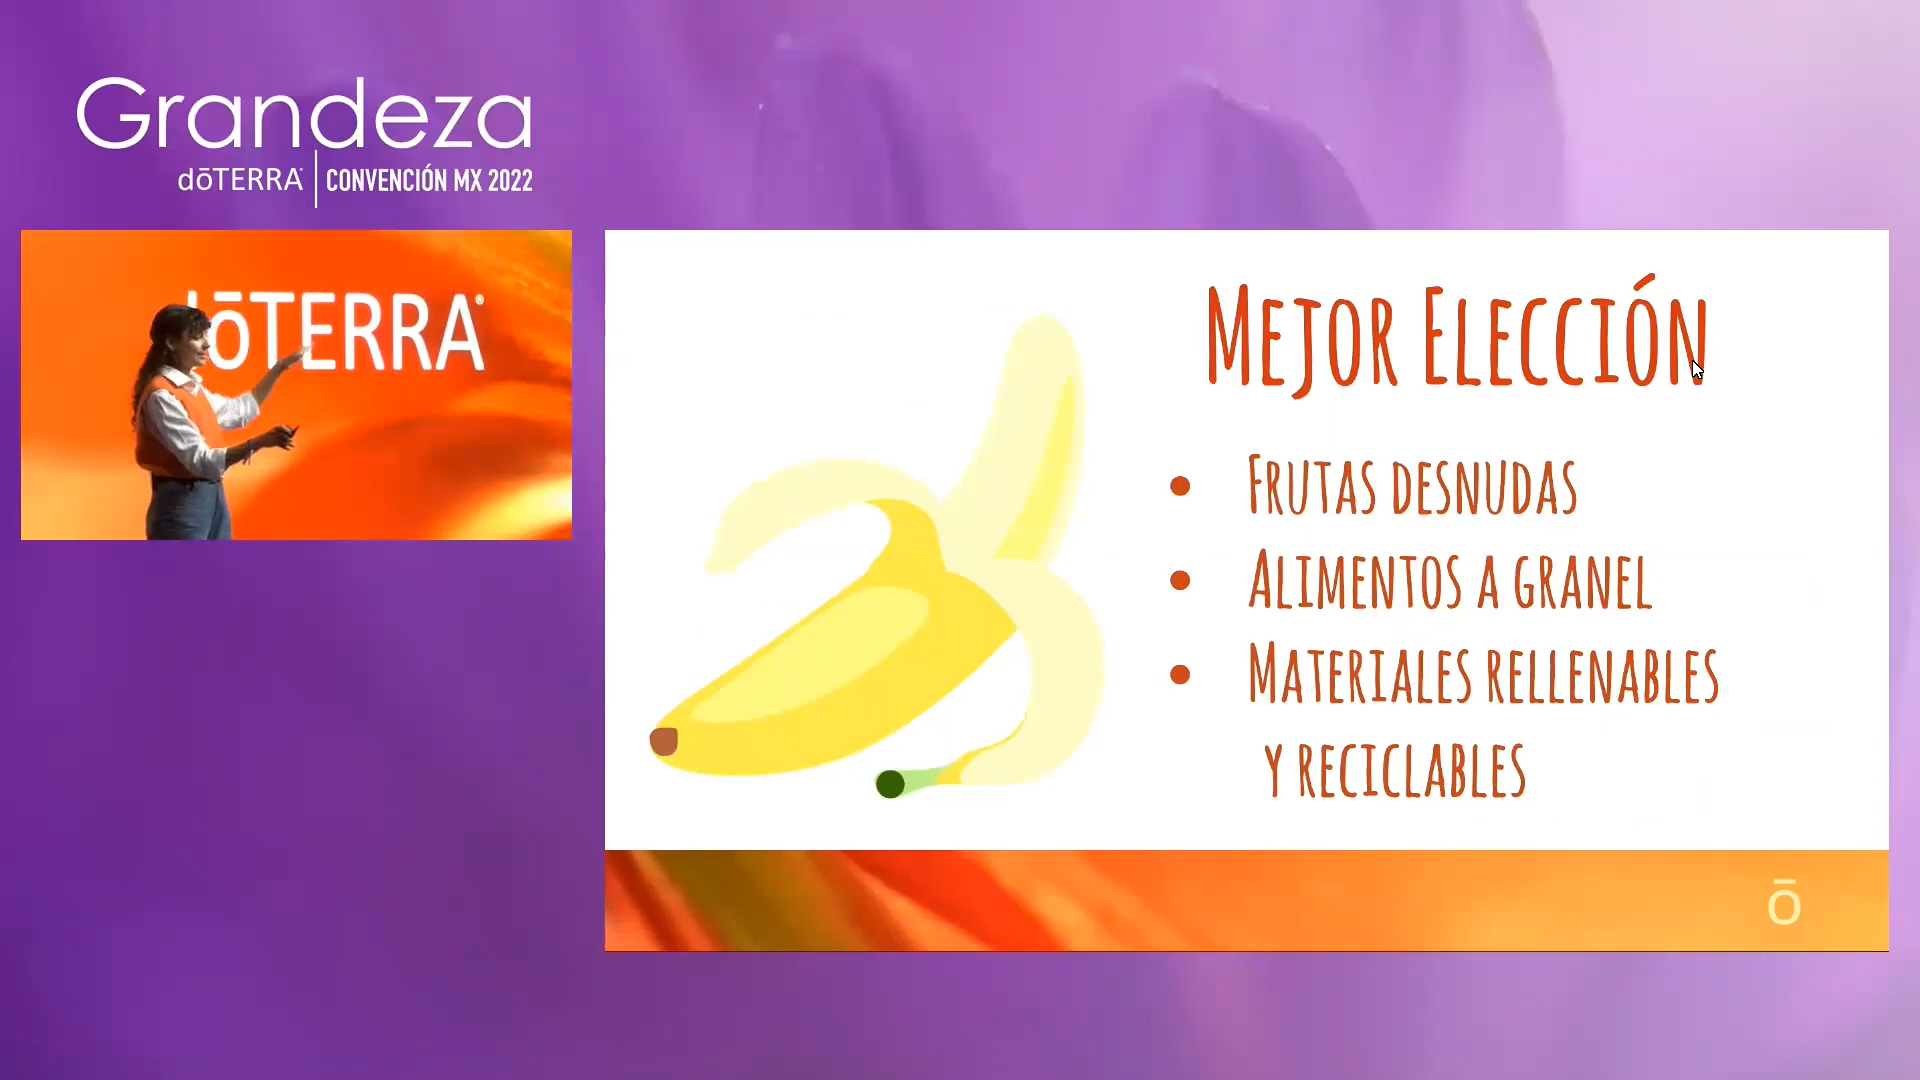 Grandeza
dōTERRA® CONVENCIÓN MX 2022
dōTERRA®
MEJOR ELECCIÓN
• FRUTAS DESNUDAS
• ALIMENTOS A GRANEL
• MATERIALES RELLENABLES
Y RECICLABLES
ō